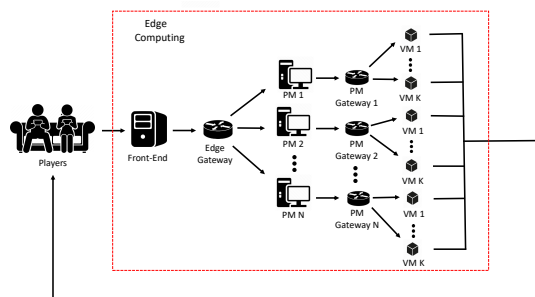 Edge
Computing
Players
Front-End
Edge
Gateway
PM 1
PM 2
PM N
PM
Gateway 1
PM
Gateway 2
PM
Gateway N
VM 1
VM K
VM 1
VM K
VM 1
VM K